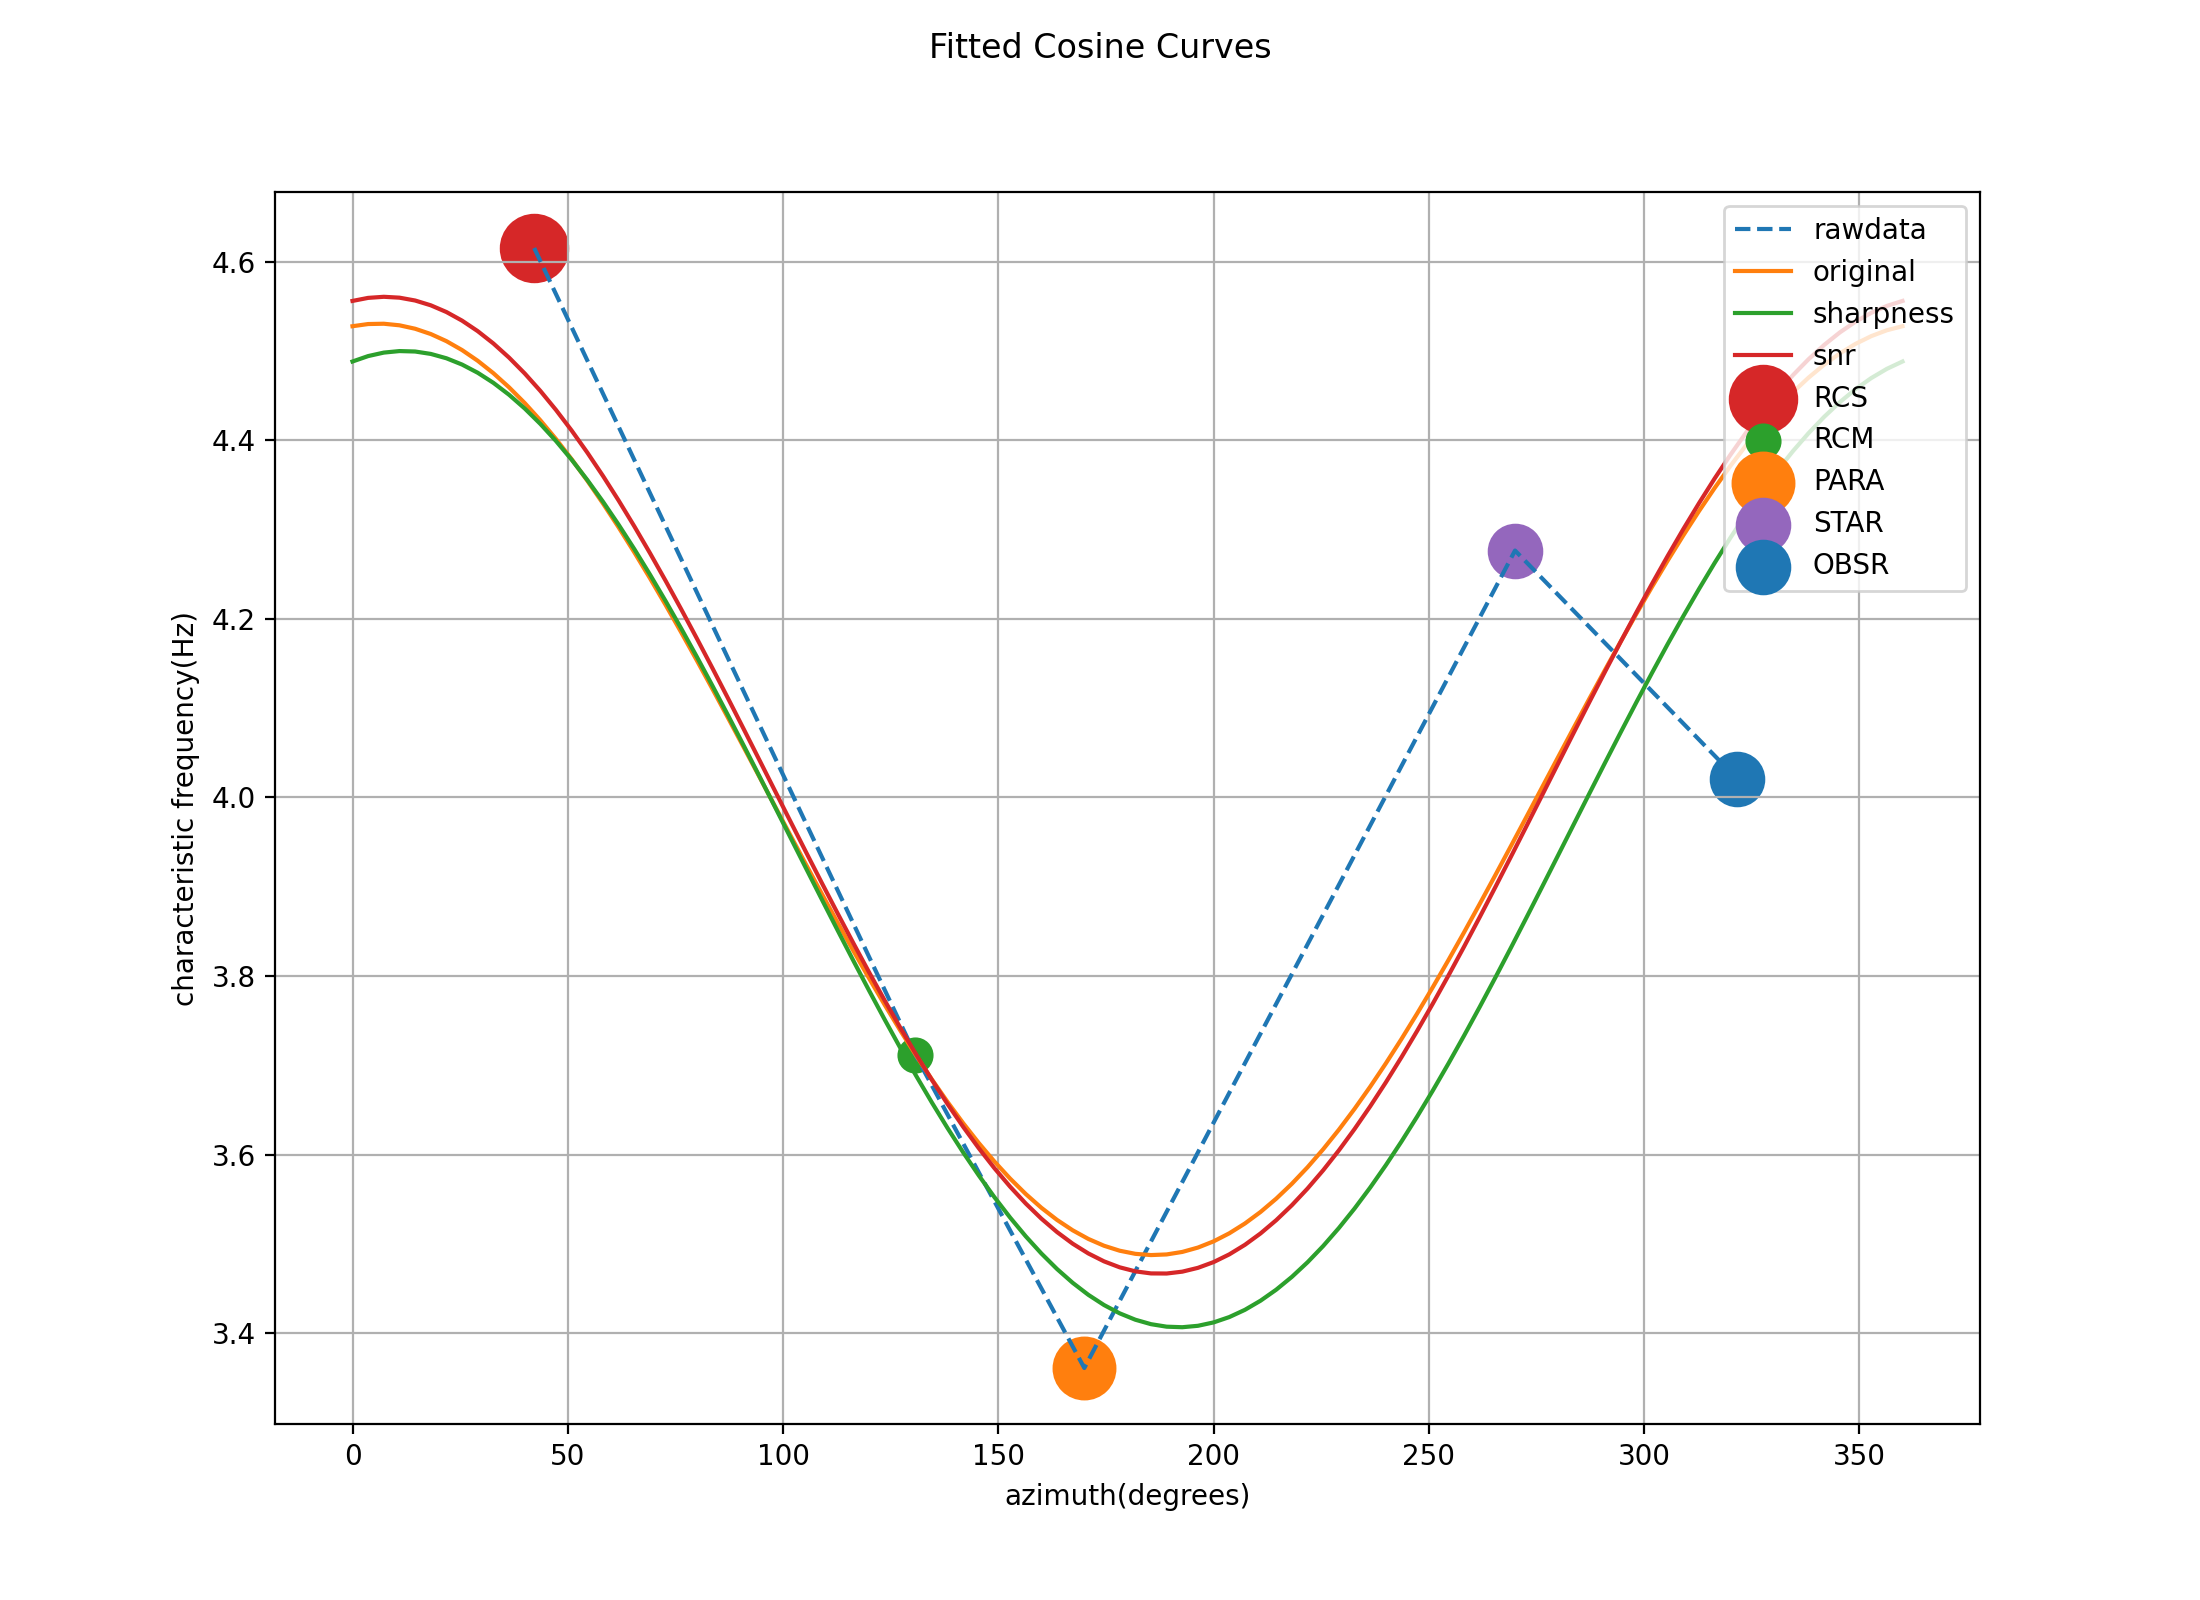 Fitted Cosine Curves
4.6
4.4
4.2
4.0
3.8
3.6
3.4
characteristic frequency(Hz)
0 50 100 150 200 250 300 350
azimuth(degrees)
rawdata
original
sharpness
snr
RCS
RCM
PARA
STAR
OBSR